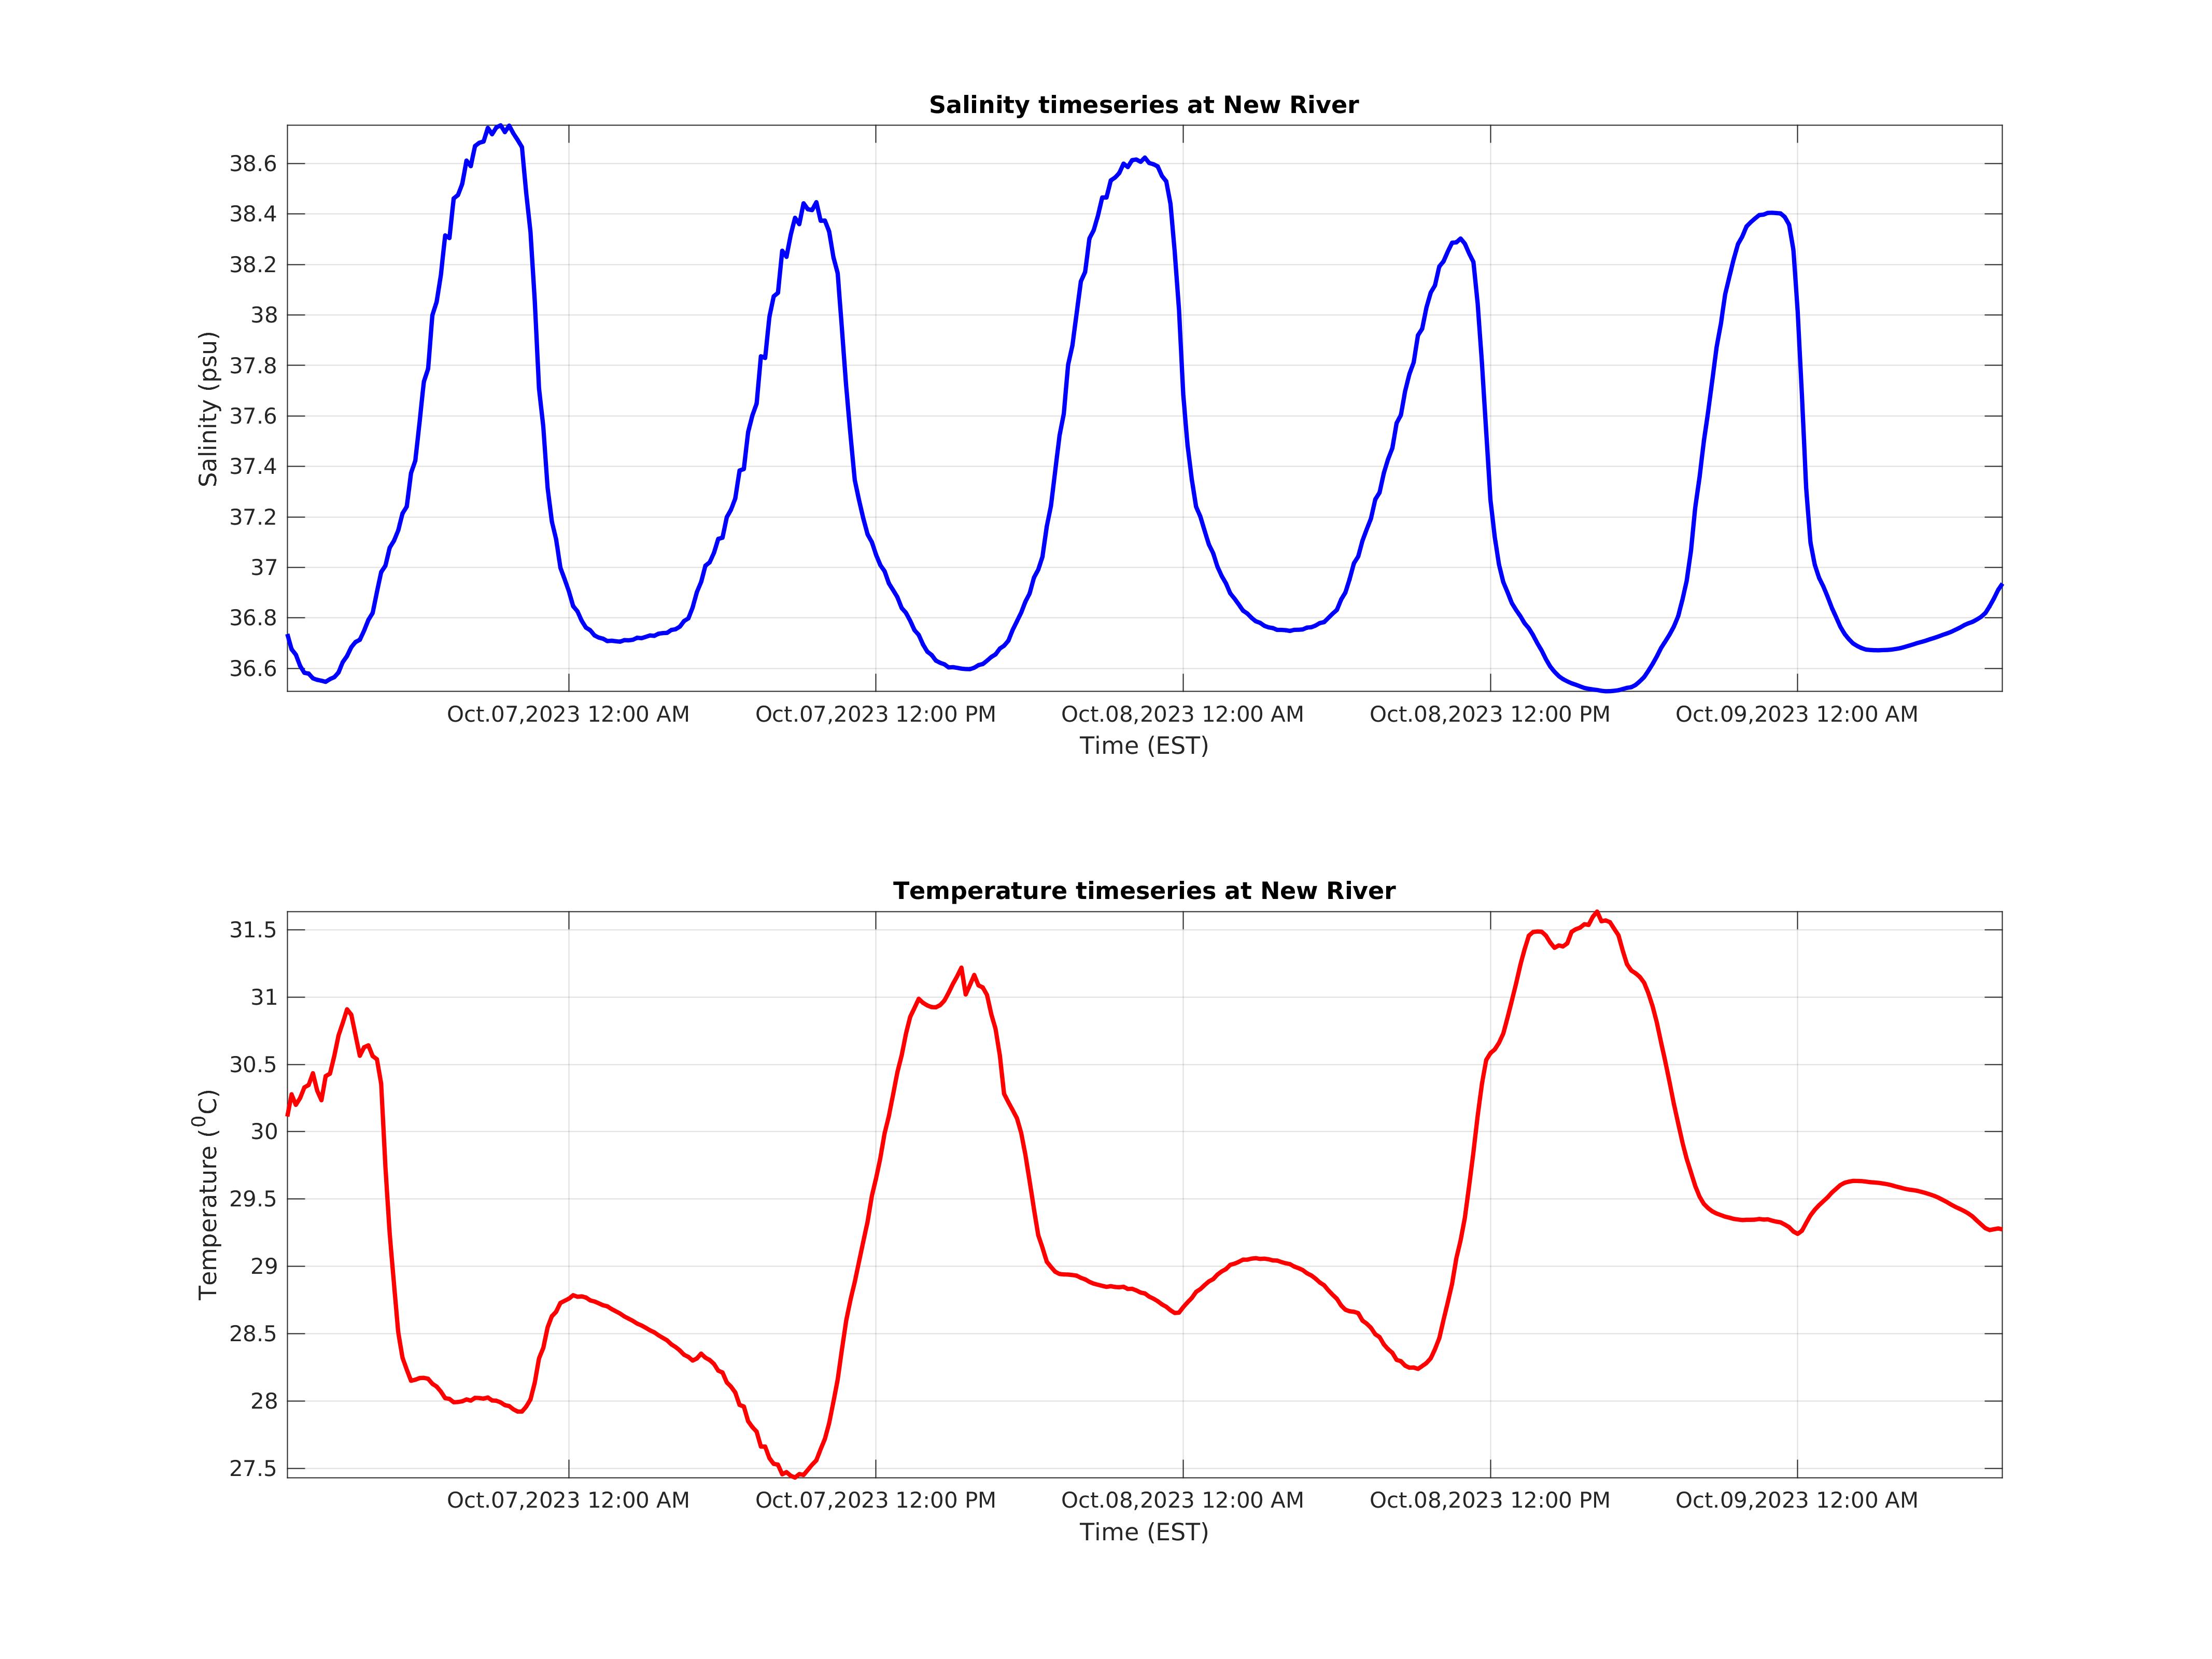 Salinity timeseries at New River
Salinity (psu)
38.6
38.4
38.2
38
37.8
37.6
37.4
37.2
37
36.8
36.6
Oct.07,2023 12:00 AM Oct.07,2023 12:00 PM Oct.08,2023 12:00 AM Oct.08,2023 12:00 PM Oct.09,2023 12:00 AM
Time (EST)
Temperature timeseries at New River
Temperature (⁰C)
31.5
31
30.5
30
29.5
29
28.5
28
27.5
Oct.07,2023 12:00 AM Oct.07,2023 12:00 PM Oct.08,2023 12:00 AM Oct.08,2023 12:00 PM Oct.09,2023 12:00 AM
Time (EST)